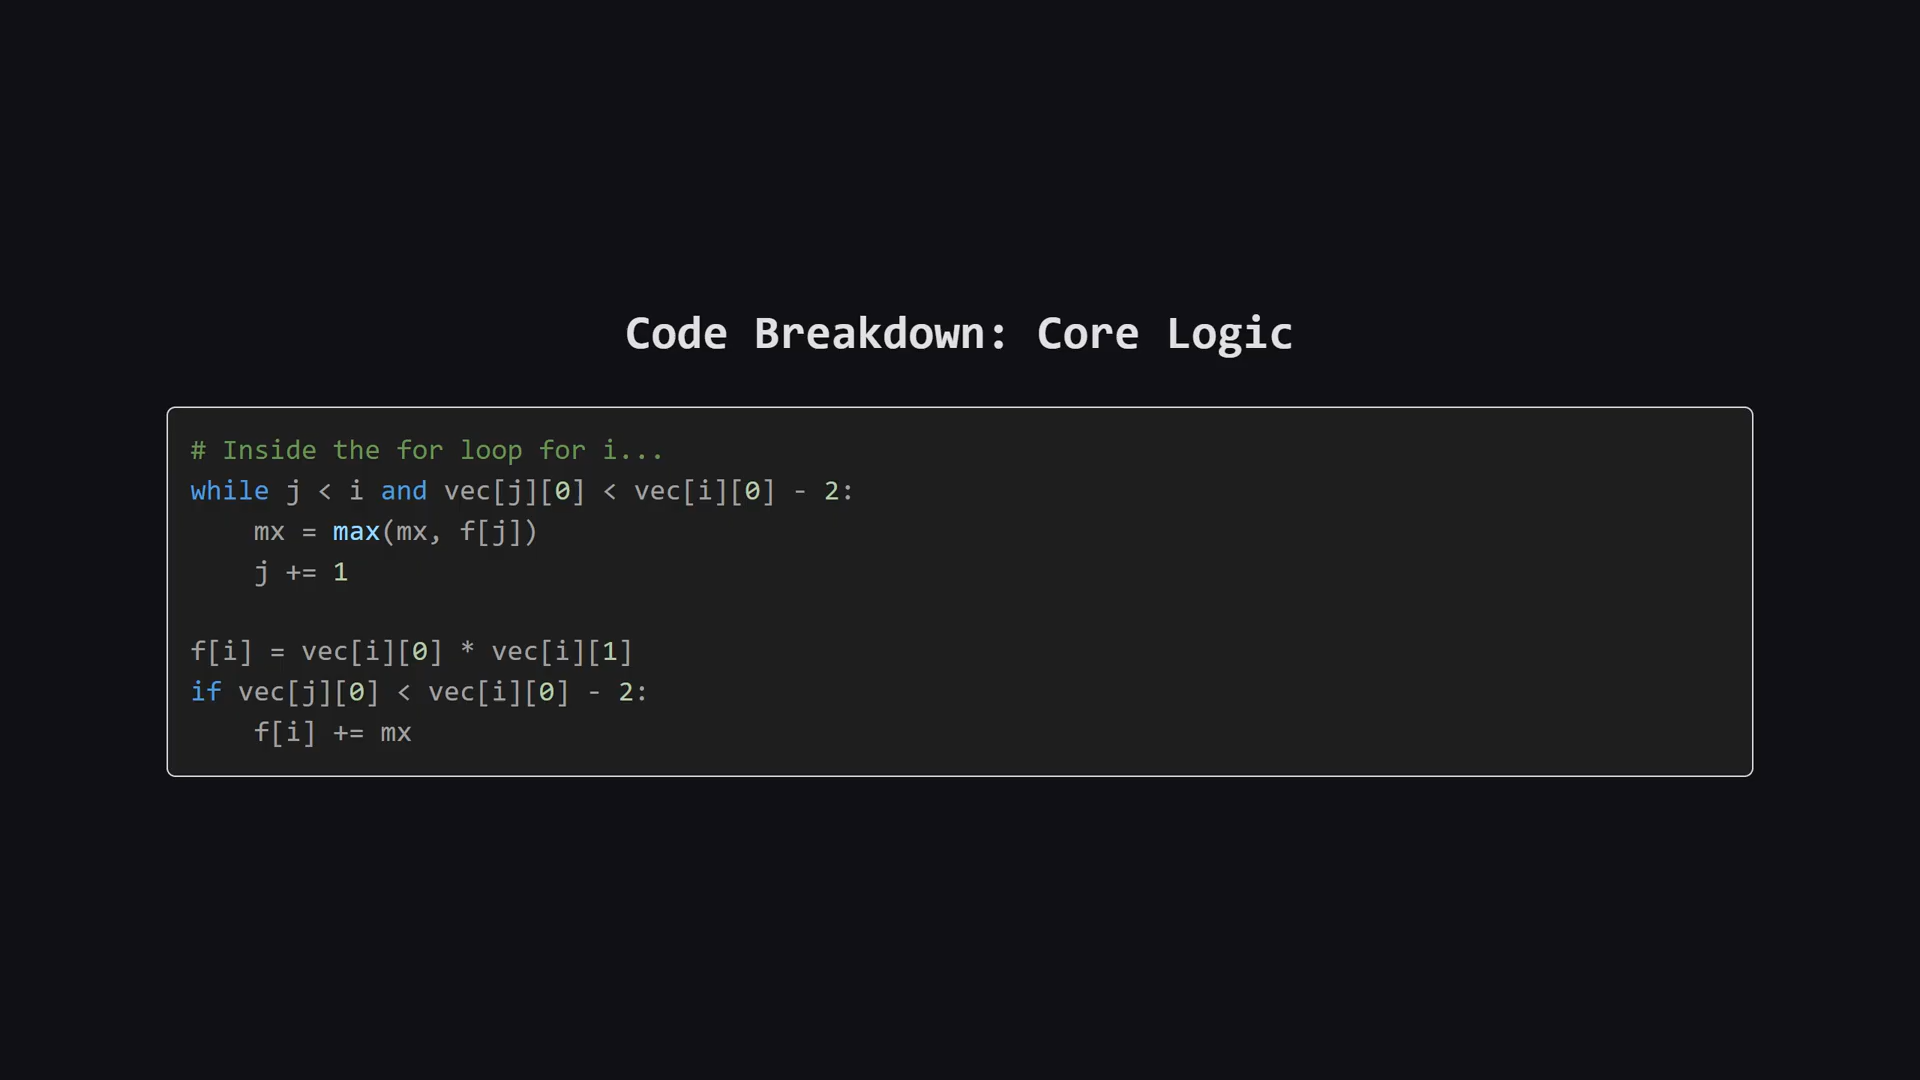 Code Breakdown: Core Logic
# Inside the for loop for i...
while j < i and vec[j][0] < vec[i][0] - 2:
    mx = max(mx, f[j])
    j += 1
f[i] = vec[i][0] * vec[i][1]
if vec[j][0] < vec[i][0] - 2:
    f[i] += mx